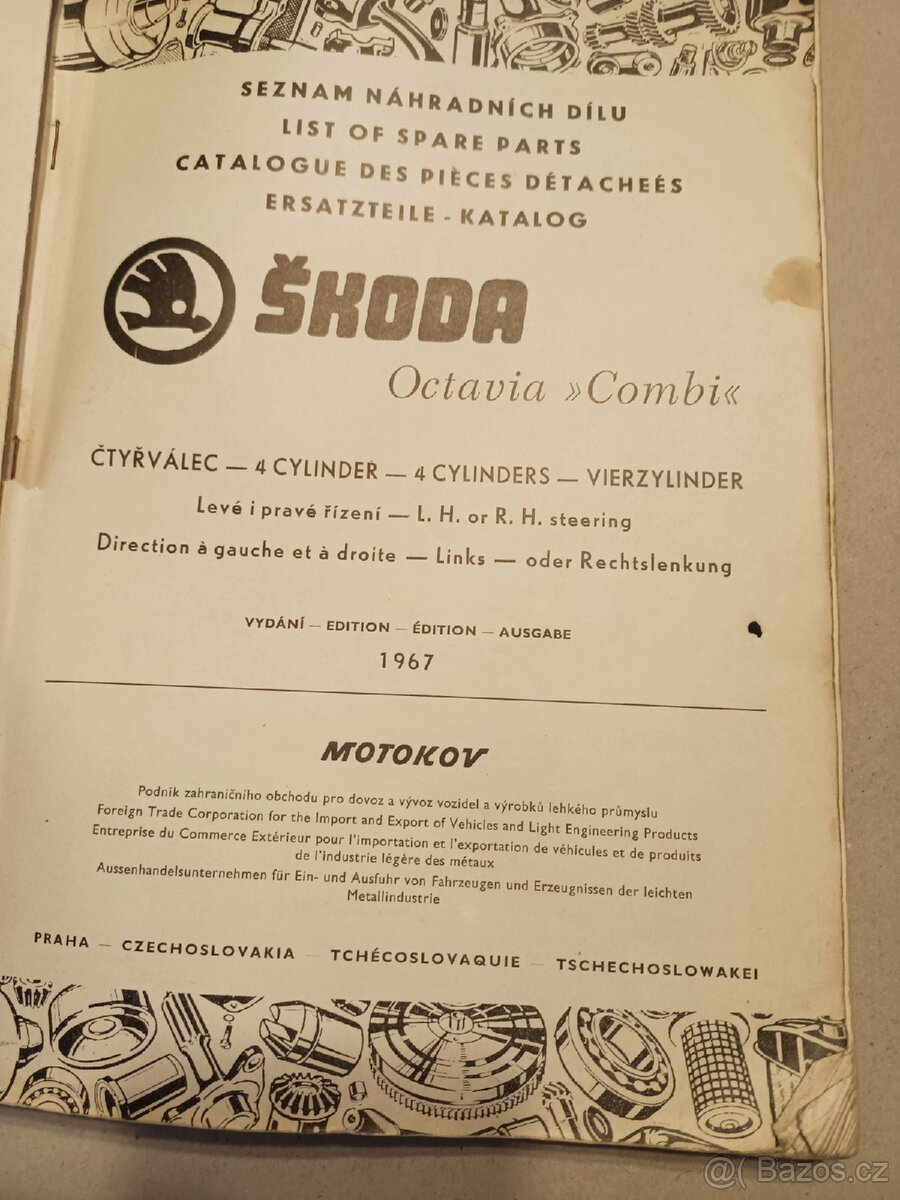 SEZNAM NÁHRADNÍCH DÍLU
LIST OF SPARE PARTS
CATALOGUE DES PIÈCES DÉTACHEÉS
ERSATZTEILE - KATALOG
ŠKODA
Octavia »Combi«
ČTYŘVÁLEC — 4 CYLINDER — 4 CYLINDERS — VIERZYLINDER
Levé i pravé řízení — L. H. or R. H. steering
Direction à gauche et à droite — Links — oder Rechtslenkung
VYDÁNÍ — EDITION — ÉDITION — AUSGABE
1967
MOTOKOV
Podnik zahraničního obchodu pro dovoz a vývoz vozidel a výrobků lehkého průmyslu
Foreign Trade Corporation for the Import and Export of Vehicles and Light Engineering Products
Entreprise du Commerce Extérieur pour l'importation et l'exportation de véhicules et de produits
de l'industrie légère des métaux
Aussenhandelsunternehmen für Ein- und Ausfuhr von Fahrzeugen und Erzeugnissen der leichten
Metallindustrie
PRAHA — CZECHOSLOVAKIA — TCHÉCOSLOVAQUIE — TSCHECHOSLOWAKEI
@( Bazos.cz